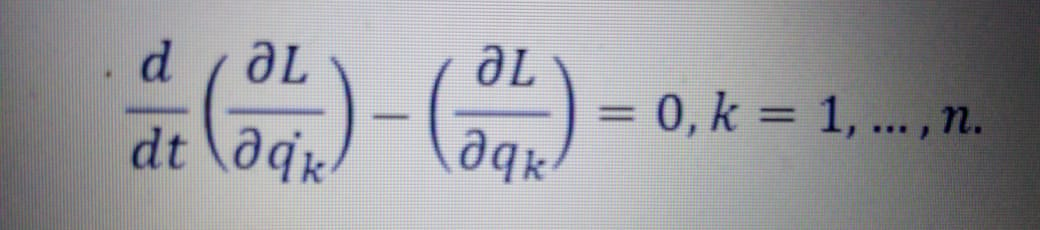 d/dt (∂L/∂q̇ₖ) − (∂L/∂qₖ) = 0, k = 1, ... , n.